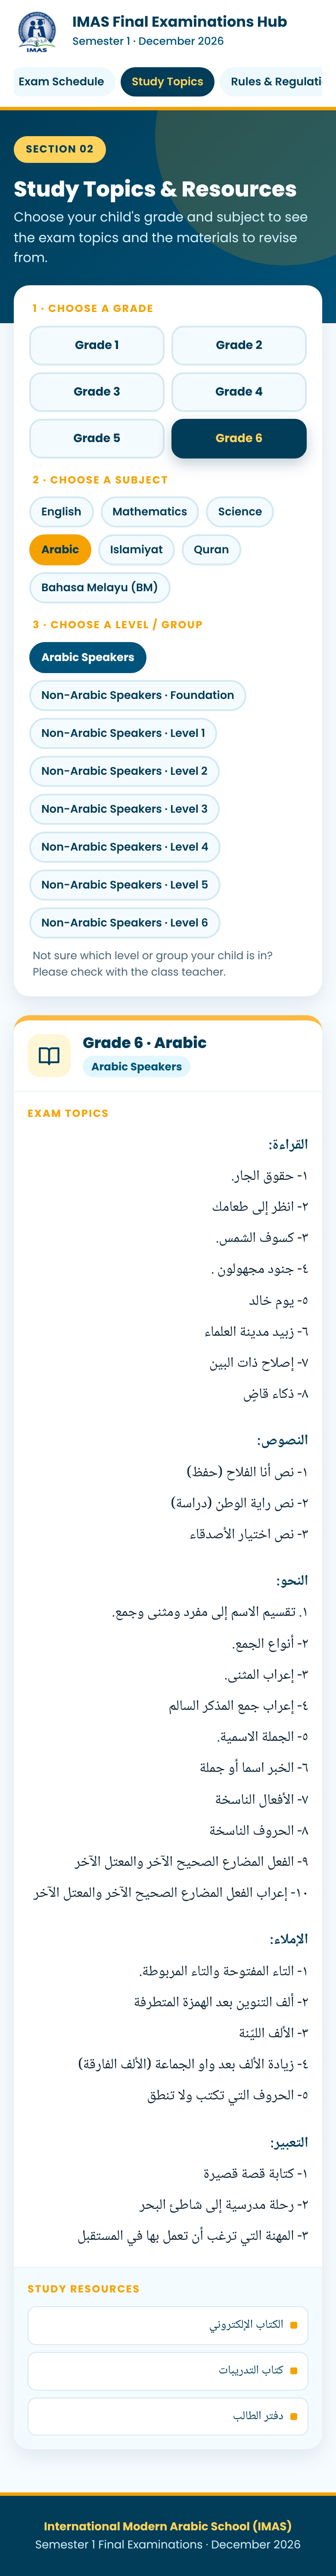 IMAS
IMAS Final Examinations Hub
Semester 1 · December 2026
Exam Schedule
Study Topics
Rules & Regulati
SECTION 02
Study Topics & Resources
Choose your child's grade and subject to see
the exam topics and the materials to revise
from.
1 · CHOOSE A GRADE
Grade 1
Grade 2
Grade 3
Grade 4
Grade 5
Grade 6
2 · CHOOSE A SUBJECT
English
Mathematics
Science
Arabic
Islamiyat
Quran
Bahasa Melayu (BM)
3 · CHOOSE A LEVEL / GROUP
Arabic Speakers
Non-Arabic Speakers · Foundation
Non-Arabic Speakers · Level 1
Non-Arabic Speakers · Level 2
Non-Arabic Speakers · Level 3
Non-Arabic Speakers · Level 4
Non-Arabic Speakers · Level 5
Non-Arabic Speakers · Level 6
Not sure which level or group your child is in?
Please check with the class teacher.
Grade 6 · Arabic
Arabic Speakers
EXAM TOPICS
القراءة:
١- حقوق الجار.
٢- انظر إلى طعامك
٣- كسوف الشمس.
٤- جنود مجهولون .
٥- يوم خالد
٦- زبيد مدينة العلماء
٧- إصلاح ذات البين
٨- ذكاء قاضٍ
النصوص:
١- نص أنا الفلاح (حفظ)
٢- نص راية الوطن (دراسة)
٣- نص اختيار الأصدقاء
النحو:
١. تقسيم الاسم إلى مفرد ومثنى وجمع.
٢- أنواع الجمع.
٣- إعراب المثنى.
٤- إعراب جمع المذكر السالم
٥- الجملة الاسمية.
٦- الخبر اسما أو جملة
٧- الأفعال الناسخة
٨- الحروف الناسخة
٩- الفعل المضارع الصحيح الآخر والمعتل الآخر
١٠- إعراب الفعل المضارع الصحيح الآخر والمعتل الآخر
الإملاء:
١- التاء المفتوحة والتاء المربوطة.
٢- ألف التنوين بعد الهمزة المتطرفة
٣- الألف الليّنة
٤- زيادة الألف بعد واو الجماعة (الألف الفارقة)
٥- الحروف التي تكتب ولا تنطق
التعبير:
١- كتابة قصة قصيرة
٢- رحلة مدرسية إلى شاطئ البحر
٣- المهنة التي ترغب أن تعمل بها في المستقبل
STUDY RESOURCES
الكتاب الإلكتروني
كتاب التدريبات
دفتر الطالب
International Modern Arabic School (IMAS)
Semester 1 Final Examinations · December 2026